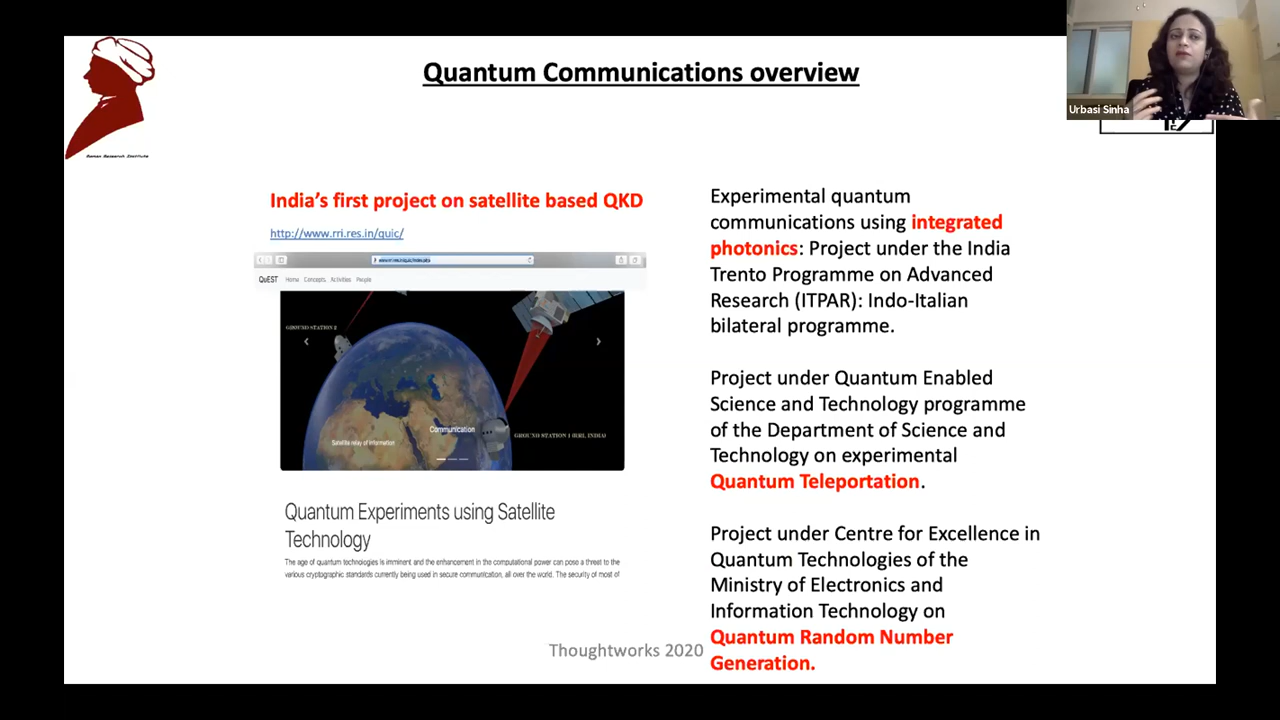 Quantum Communications overview
Urbasi Sinha
Raman Research Institute
India’s first project on satellite based QKD
http://www.rri.res.in/quic/
QuEST Home Concepts Activities People
GROUND STATION 2
Communication
Satellite relay of information
GROUND STATION 1 (RRI, INDIA)
Quantum Experiments using Satellite
Technology
The age of quantum technologies is imminent and the enhancement in the computational power can pose a threat to the
various cryptographic standards currently being used in secure communication, all over the world. The security of most of
Experimental quantum
communications using integrated
photonics: Project under the India
Trento Programme on Advanced
Research (ITPAR): Indo-Italian
bilateral programme.
Project under Quantum Enabled
Science and Technology programme
of the Department of Science and
Technology on experimental
Quantum Teleportation.
Project under Centre for Excellence in
Quantum Technologies of the
Ministry of Electronics and
Information Technology on
Quantum Random Number
Generation.
Thoughtworks 2020